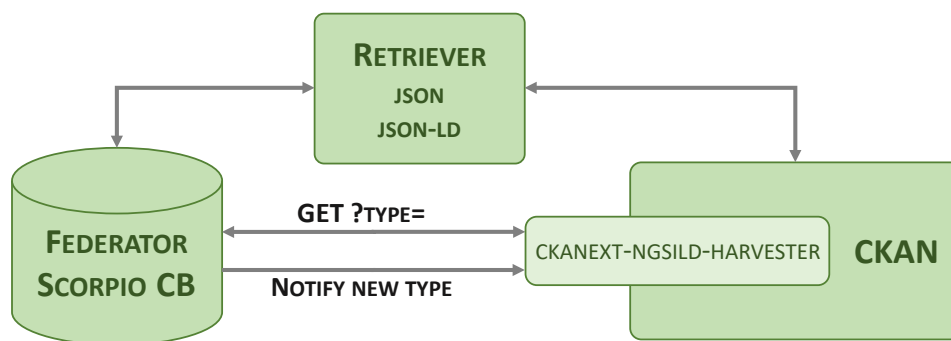 RETRIEVER
JSON
JSON-LD
GET ?TYPE=
FEDERATOR
SCORPIO CB
CKANEXT-NGSILD-HARVESTER
CKAN
NOTIFY NEW TYPE